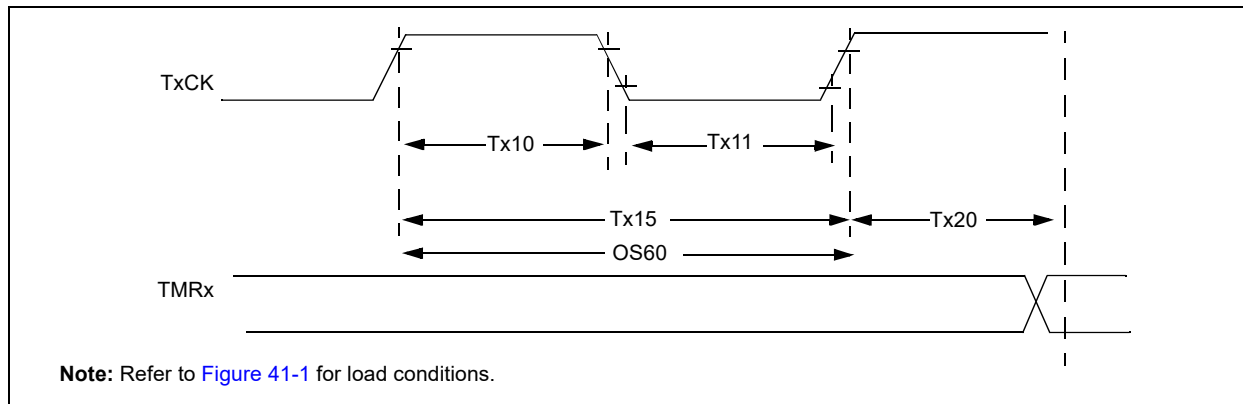 TxCK
Tx10
Tx11
Tx15
Tx20
OS60
TMRx
Note: Refer to Figure 41-1 for load conditions.